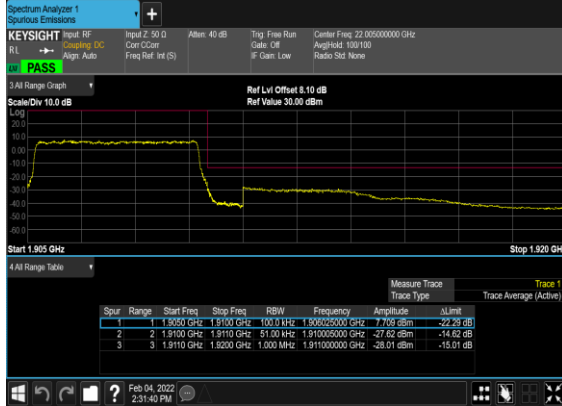 Spectrum Analyzer 1
Spurious Emissions
+
KEYSIGHT Input: RF Input Z: 50 Ω Atten: 40 dB Trig: Free Run Center Freq: 22.005000000 GHz
RL Coupling: DC Corr CCorr Gate: Off Avg|Hold: 100/100
Align: Auto Freq Ref: Int (S) IF Gain: Low Radio Std: None
PASS
3 All Range Graph Ref Lvl Offset 8.10 dB
Scale/Div 10.0 dB Ref Value 30.00 dBm
Log
20.0
10.0
0.00
-10.0
-20.0
-30.0
-40.0
-50.0
-60.0
Start 1.905 GHz Stop 1.920 GH
4 All Range Table
Measure Trace Trace 1
Trace Type Trace Average (Active)
Spur Range Start Freq Stop Freq RBW Frequency Amplitude ΔLimit
1 1 1.9050 GHz 1.9100 GHz 100.0 kHz 1.906025000 GHz 7.709 dBm -22.29 dB
2 2 1.9100 GHz 1.9110 GHz 51.00 kHz 1.910005000 GHz -27.62 dBm -14.62 dB
3 3 1.9110 GHz 1.9200 GHz 1.000 MHz 1.911000000 GHz -28.01 dBm -15.01 dB
? Feb 04, 2022
2:31:40 PM